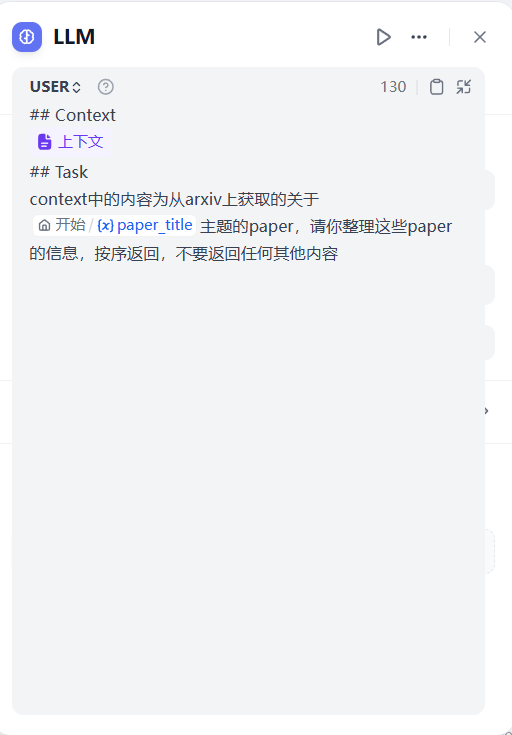 LLM
USER
130
## Context
上下文
## Task
context中的内容为从arxiv上获取的关于
开始 / {x} paper_title 主题的paper，请你整理这些paper
的信息，按序返回，不要返回任何其他内容